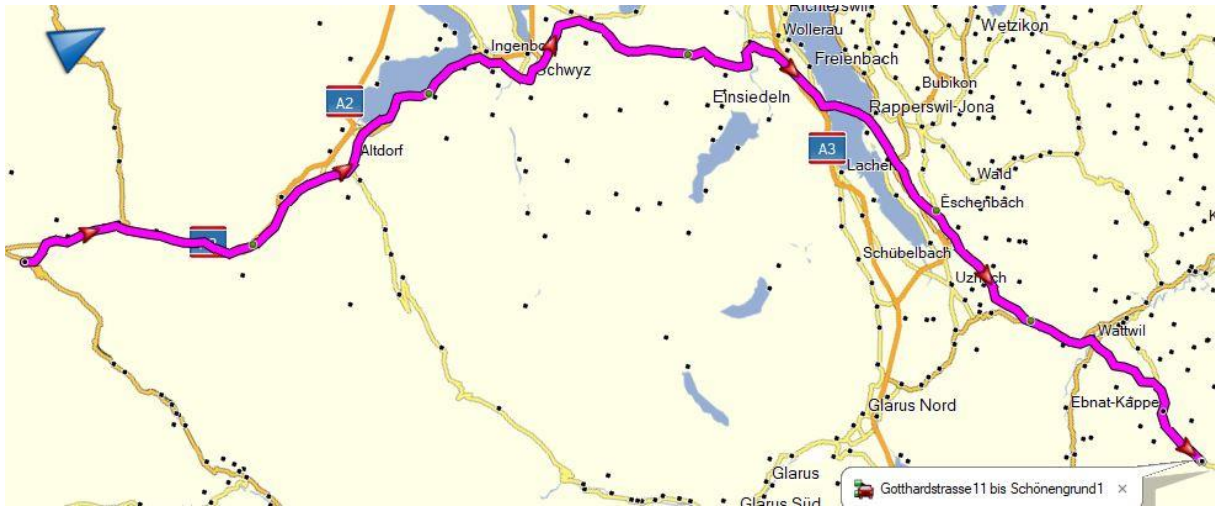 Richterswil
Wollerau
Wetzikon
Ingenbo
Freienbach
Schwyz
Bubikon
A2
Einsiedeln
Rapperswil-Jona
A3
Altdorf
Lachen
Wald
Eschenbach
Schübelbach
Uznach
Wattwil
Ebnat-Kappel
Glarus Nord
Glarus
Gotthardstrasse11 bis Schönengrund1
Glarus Süd